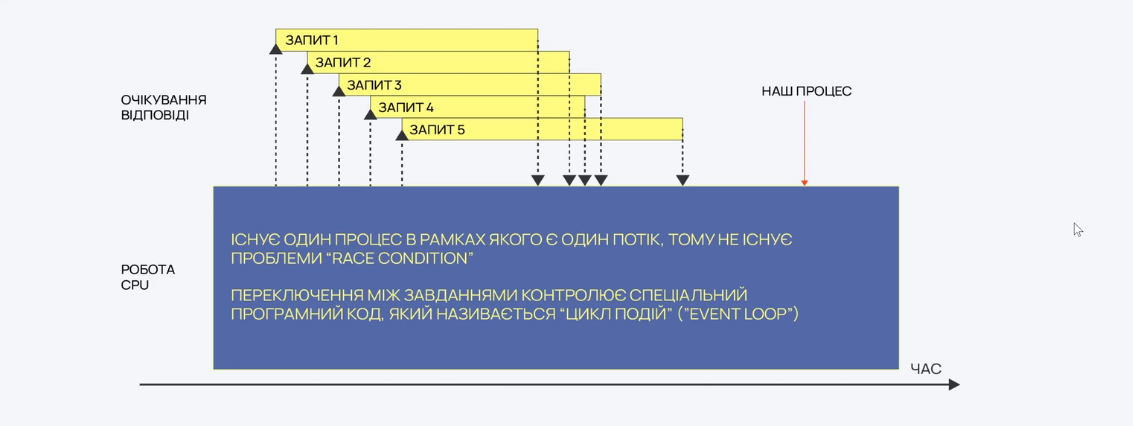 ЗАПИТ 1
ЗАПИТ 2
ЗАПИТ 3
ЗАПИТ 4
ЗАПИТ 5
ОЧІКУВАННЯ
ВІДПОВІДІ
НАШ ПРОЦЕС
ІСНУЄ ОДИН ПРОЦЕС В РАМКАХ ЯКОГО Є ОДИН ПОТІК, ТОМУ НЕ ІСНУЄ
ПРОБЛЕМИ “RACE CONDITION”
ПЕРЕКЛЮЧЕННЯ МІЖ ЗАВДАННЯМИ КОНТРОЛЮЄ СПЕЦІАЛЬНИЙ
ПРОГРАМНИЙ КОД, ЯКИЙ НАЗИВАЄТЬСЯ “ЦИКЛ ПОДІЙ” (”EVENT LOOP”)
РОБОТА
CPU
ЧАС